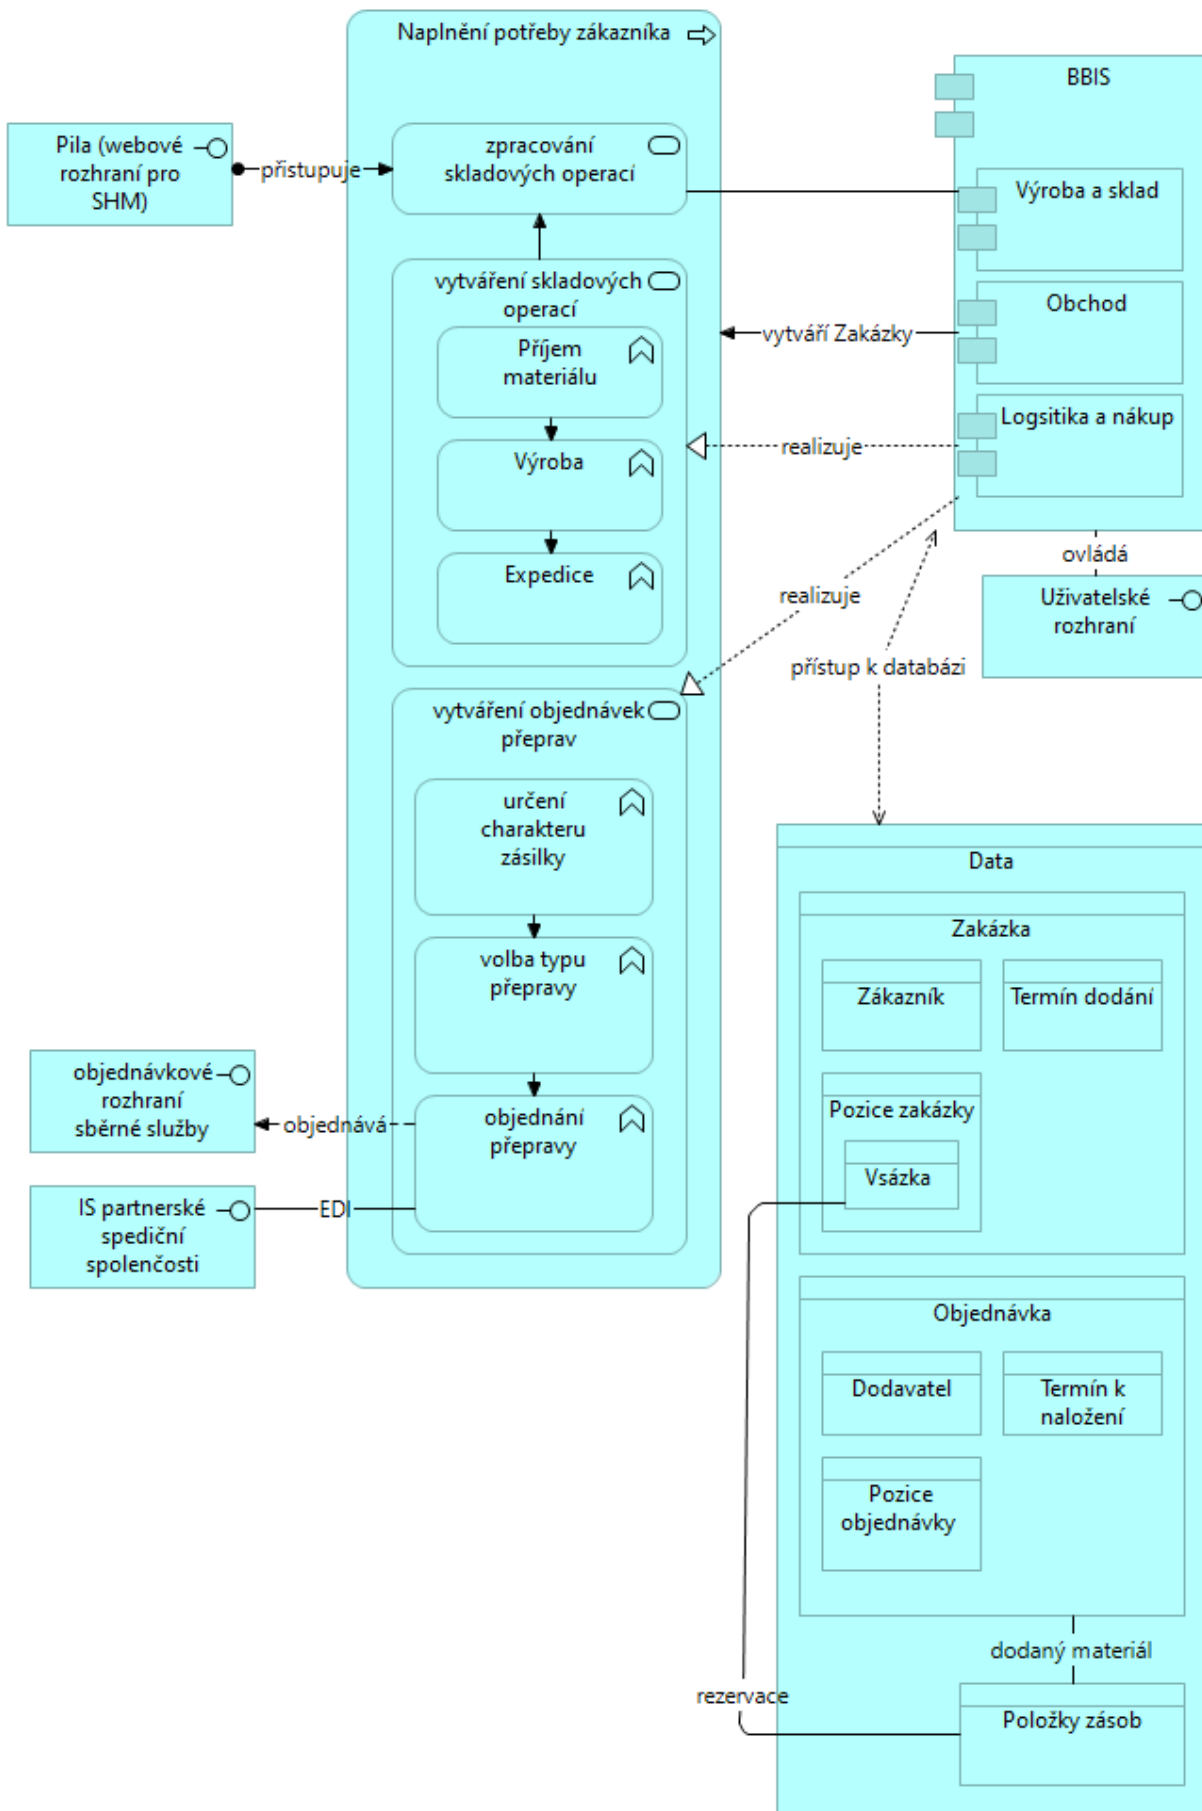 Naplnění potřeby zákazníka
BBIS
Pila (webové
rozhraní pro
SHM)
přistupuje
zpracování
skladových operací
Výroba a sklad
vytváření skladových
operací
Obchod
vytváří Zakázky
Příjem
materiálu
Logsitika a nákup
realizuje
Výroba
Expedice
ovládá
realizuje
Uživatelské
rozhraní
přístup k databázi
vytváření objednávek
přeprav
určení
charakteru
zásilky
Data
Zakázka
volba typu
přepravy
Zákazník
Termín dodání
objednávkové
rozhraní
sběrné služby
objednává
objednání
přepravy
Pozice zakázky
Vsázka
IS partnerské
spediční
spolenčosti
EDI
Objednávka
Dodavatel
Termín k
naložení
Pozice
objednávky
dodaný materiál
rezervace
Položky zásob